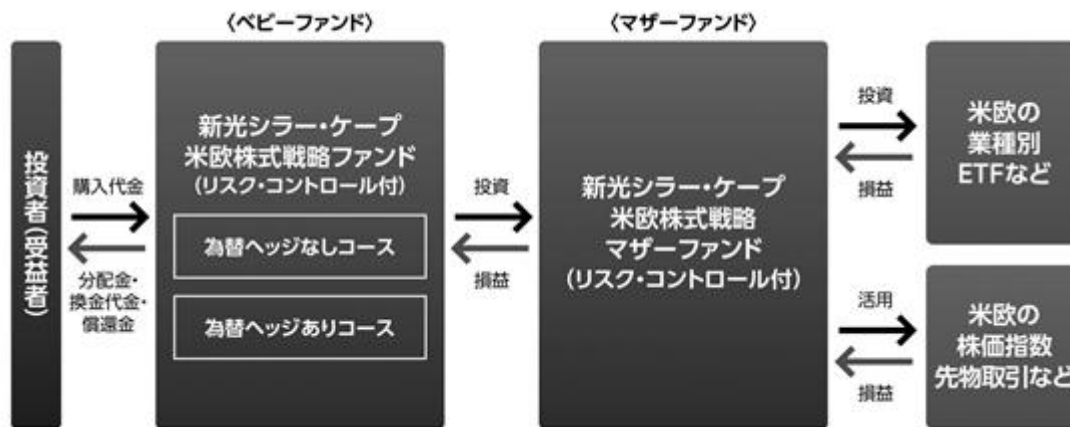 〈ベビーファンド〉
〈マザーファンド〉
投資者(受益者)
購入代金
分配金・
換金代金・
償還金
新光シラー・ケープ
米欧株式戦略ファンド
(リスク・コントロール付)
為替ヘッジなしコース
為替ヘッジありコース
投資
損益
新光シラー・ケープ
米欧株式戦略
マザーファンド
(リスク・コントロール付)
投資
損益
米欧の
業種別
ETFなど
活用
損益
米欧の
株価指数
先物取引など